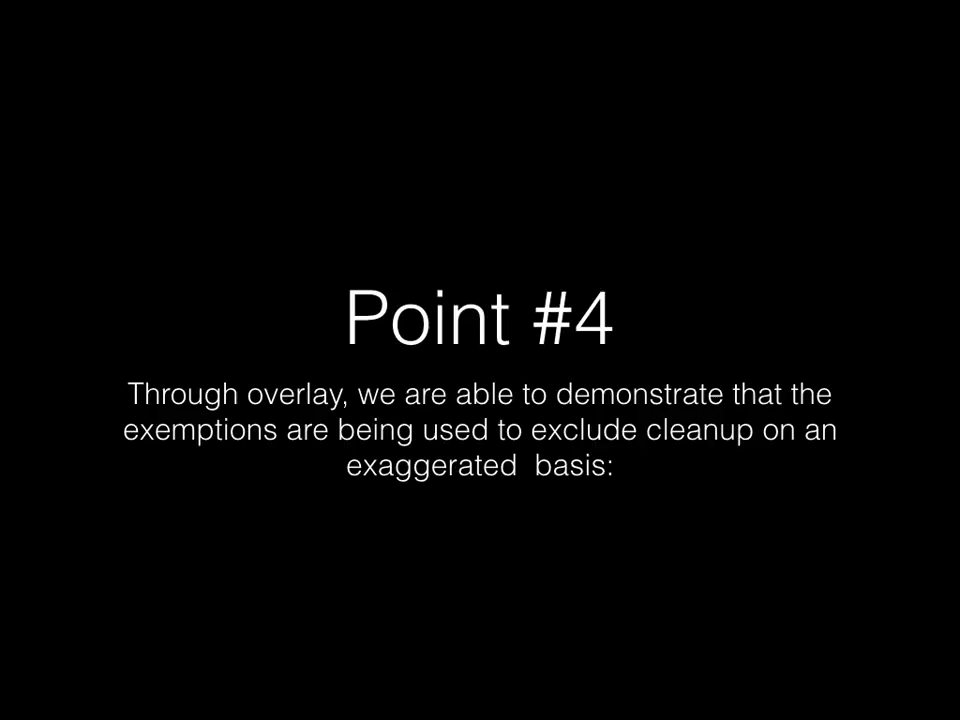 Point #4
Through overlay, we are able to demonstrate that the
exemptions are being used to exclude cleanup on an
exaggerated  basis: